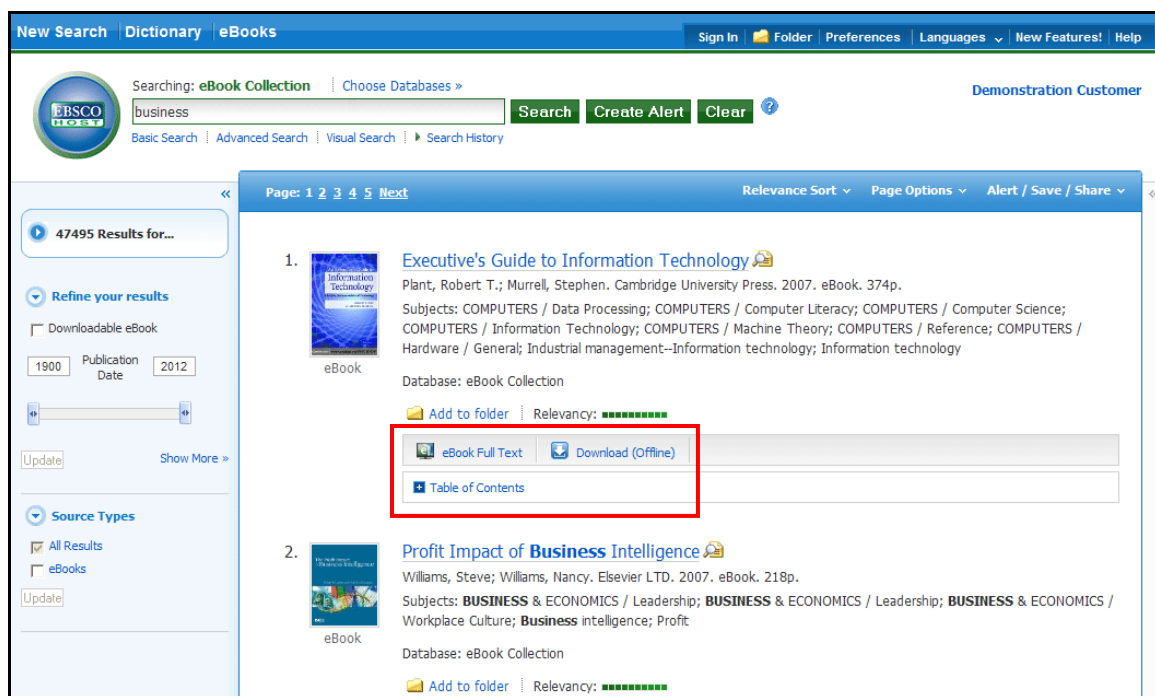 New Search Dictionary eBooks
Sign In Folder Preferences Languages New Features! Help
Searching: eBook Collection Choose Databases »
Demonstration Customer
EBSCO
HOST
business
Search Create Alert Clear ?
Basic Search Advanced Search Visual Search Search History
«
Page: 1 2 3 4 5 Next
Relevance Sort Page Options Alert / Save / Share
«
47495 Results for...
Refine your results
Downloadable eBook
1900 Publication Date 2012
Update
Show More »
Source Types
All Results
eBooks
Update
1.
Information
Technology
eBook
Executive's Guide to Information Technology
Plant, Robert T.; Murrell, Stephen. Cambridge University Press. 2007. eBook. 374p.
Subjects: COMPUTERS / Data Processing; COMPUTERS / Computer Literacy; COMPUTERS / Computer Science;
COMPUTERS / Information Technology; COMPUTERS / Machine Theory; COMPUTERS / Reference; COMPUTERS /
Hardware / General; Industrial management--Information technology; Information technology
Database: eBook Collection
Add to folder Relevancy:
eBook Full Text Download (Offline)
Table of Contents
2.
eBook
Profit Impact of Business Intelligence
Williams, Steve; Williams, Nancy. Elsevier LTD. 2007. eBook. 218p.
Subjects: BUSINESS & ECONOMICS / Leadership; BUSINESS & ECONOMICS / Leadership; BUSINESS & ECONOMICS /
Workplace Culture; Business intelligence; Profit
Database: eBook Collection
Add to folder Relevancy: